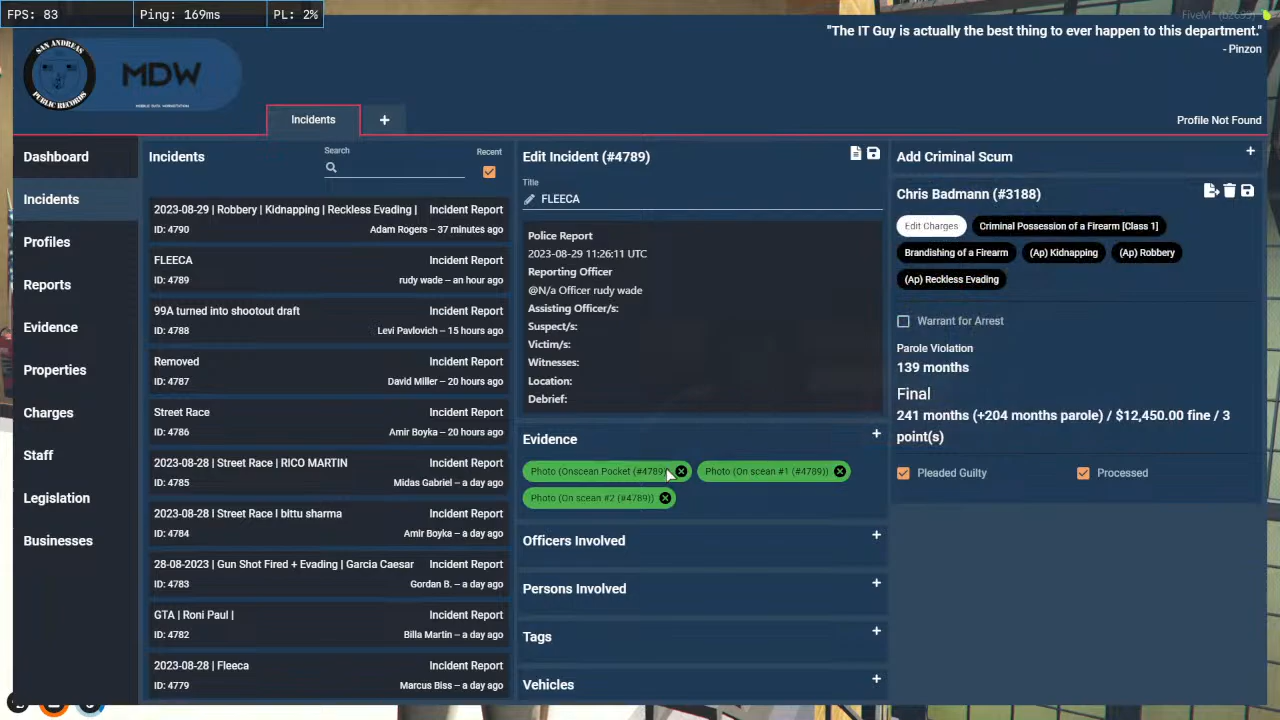 FPS: 83
Ping: 169ms
PL: 2%
"The IT Guy is actually the best thing to ever happen to this department."
- Pinzon
SAN ANDREAS
PUBLIC RECORDS
MDW
MOBILE DATA WORKSTATION
Incidents
+
Profile Not Found
Dashboard
Incidents
Profiles
Reports
Evidence
Properties
Charges
Staff
Legislation
Businesses
Incidents
Search
Recent
2023-08-29 | Robbery | Kidnapping | Reckless Evading | Incident Report
ID: 4790 Adam Rogers – 37 minutes ago
FLEECA Incident Report
ID: 4789 rudy wade – an hour ago
99A turned into shootout draft Incident Report
ID: 4788 Levi Pavlovich – 15 hours ago
Removed Incident Report
ID: 4787 David Miller – 20 hours ago
Street Race Incident Report
ID: 4786 Amir Boyka – 20 hours ago
2023-08-28 | Street Race | RICO MARTIN Incident Report
ID: 4785 Midas Gabriel – a day ago
2023-08-28 | Street Race l bittu sharma Incident Report
ID: 4784 Amir Boyka – a day ago
28-08-2023 | Gun Shot Fired + Evading | Garcia Caesar Incident Report
ID: 4783 Gordan B. – a day ago
GTA | Roni Paul | Incident Report
ID: 4782 Billa Martin – a day ago
2023-08-28 | Fleeca Incident Report
ID: 4779 Marcus Biss – a day ago
Edit Incident (#4789)
Title
FLEECA
Police Report
2023-08-29 11:26:11 UTC
Reporting Officer
@N/a Officer rudy wade
Assisting Officer/s:
Suspect/s:
Victim/s:
Witnesses:
Location:
Debrief:
Evidence +
Photo (Onscean Pocket (#4789) Photo (On scean #1 (#4789))
Photo (On scean #2 (#4789))
Officers Involved +
Persons Involved +
Tags +
Vehicles +
Add Criminal Scum +
Chris Badmann (#3188)
Edit Charges Criminal Possession of a Firearm [Class 1]
Brandishing of a Firearm (Ap) Kidnapping (Ap) Robbery
(Ap) Reckless Evading
Warrant for Arrest
Parole Violation
139 months
Final
241 months (+204 months parole) / $12,450.00 fine / 3
point(s)
Pleaded Guilty Processed